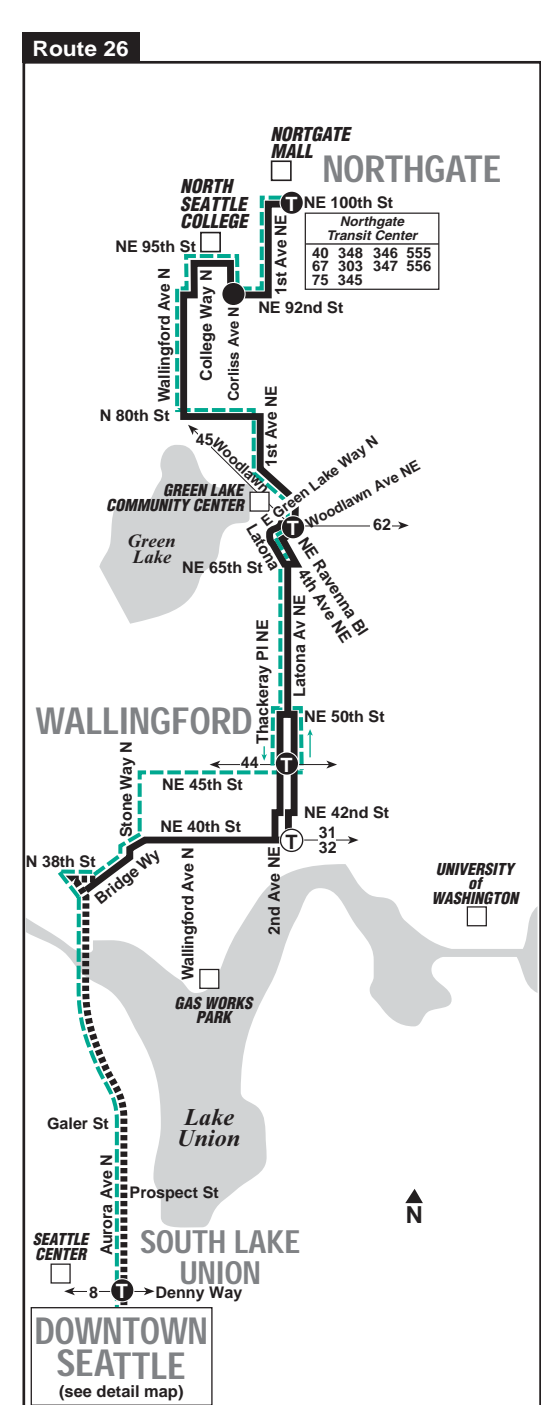 Route 26
NORTGATE
MALL
NORTHGATE
NORTH
SEATTLE
COLLEGE
NE 100th St
Northgate
Transit Center
40 348 346 555
67 303 347 556
75 345
NE 95th St
1st Ave NE
Wallingford Ave N
College Way N
Corliss Ave N
NE 92nd St
N 80th St
1st Ave NE
45
Woodlawn
E Green Lake Way N
Woodlawn Ave NE
GREEN LAKE
COMMUNITY CENTER
T
62
Green
Lake
Latona
NE Ravenna Bl
4th Ave NE
NE 65th St
Thackeray Pl NE
Latona Av NE
WALLINGFORD
NE 50th St
44
T
NE 45th St
Stone Way N
NE 42nd St
NE 40th St
T
31
32
N 38th St
Bridge Wy
Wallingford Ave N
2nd Ave NE
UNIVERSITY
of
WASHINGTON
GAS WORKS
PARK
Galer St
Lake
Union
Aurora Ave N
Prospect St
N
SEATTLE
CENTER
SOUTH LAKE
UNION
8
T
Denny Way
DOWNTOWN
SEATTLE
(see detail map)
T